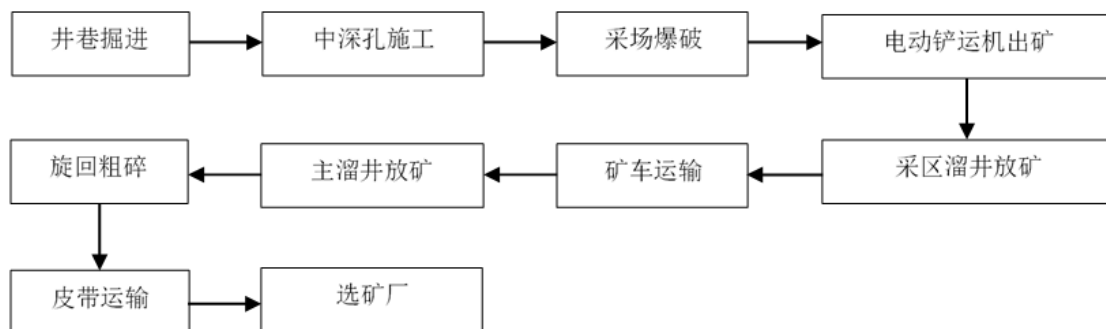 井巷掘进
中深孔施工
采场爆破
电动铲运机出矿
采区溜井放矿
矿车运输
主溜井放矿
旋回粗碎
皮带运输
选矿厂